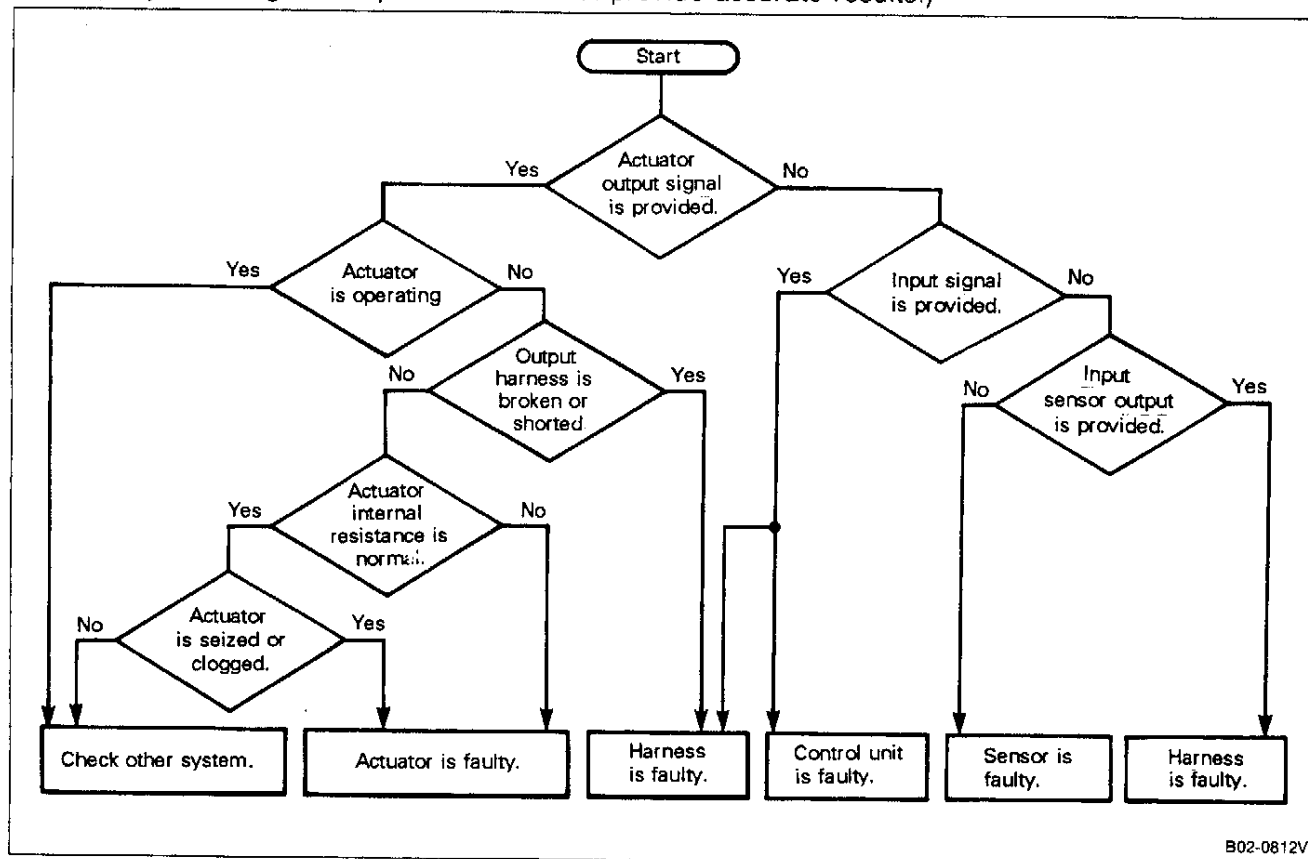 provide accurate results.)
Start
Actuator
output signal
is provided.
Yes
No
Actuator
is operating
Yes
No
Input signal
is provided.
Yes
No
Output
harness is
broken or
shorted
No
Yes
Input
sensor output
is provided.
No
Yes
Actuator
internal
resistance is
normal.
Yes
No
Actuator
is seized or
clogged.
No
Yes
Check other system.
Actuator is faulty.
Harness
is faulty.
Control unit
is faulty.
Sensor is
faulty.
Harness
is faulty.
B02-0812V